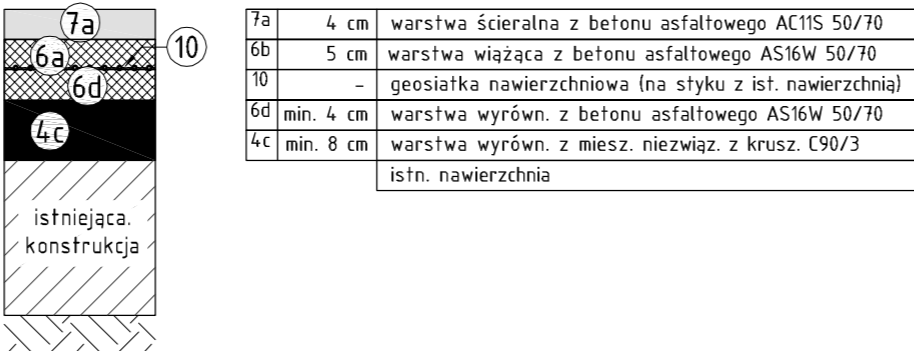 7a
6a
10
6d
4c
istniejąca.
konstrukcja
7a 4 cm warstwa ścieralna z betonu asfaltowego AC11S 50/70
6b 5 cm warstwa wiążąca z betonu asfaltowego AS16W 50/70
10 - geosiatka nawierzchniowa (na styku z ist. nawierzchnią)
6d min. 4 cm warstwa wyrówn. z betonu asfaltowego AS16W 50/70
4c min. 8 cm warstwa wyrówn. z miesz. niezwiąz. z krusz. C90/3
istn. nawierzchnia